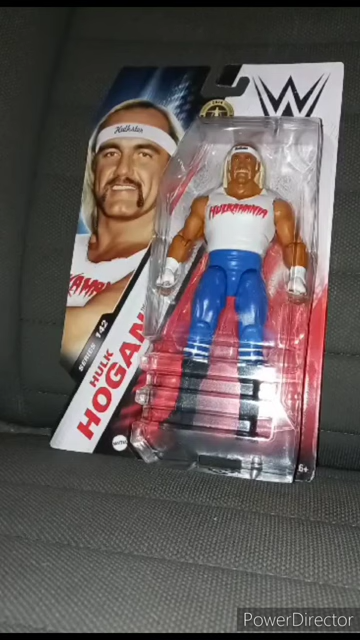 Hulkster
W
HULKAMANIA
SERIES 142
HULK
HOGAN
6+
PowerDirector